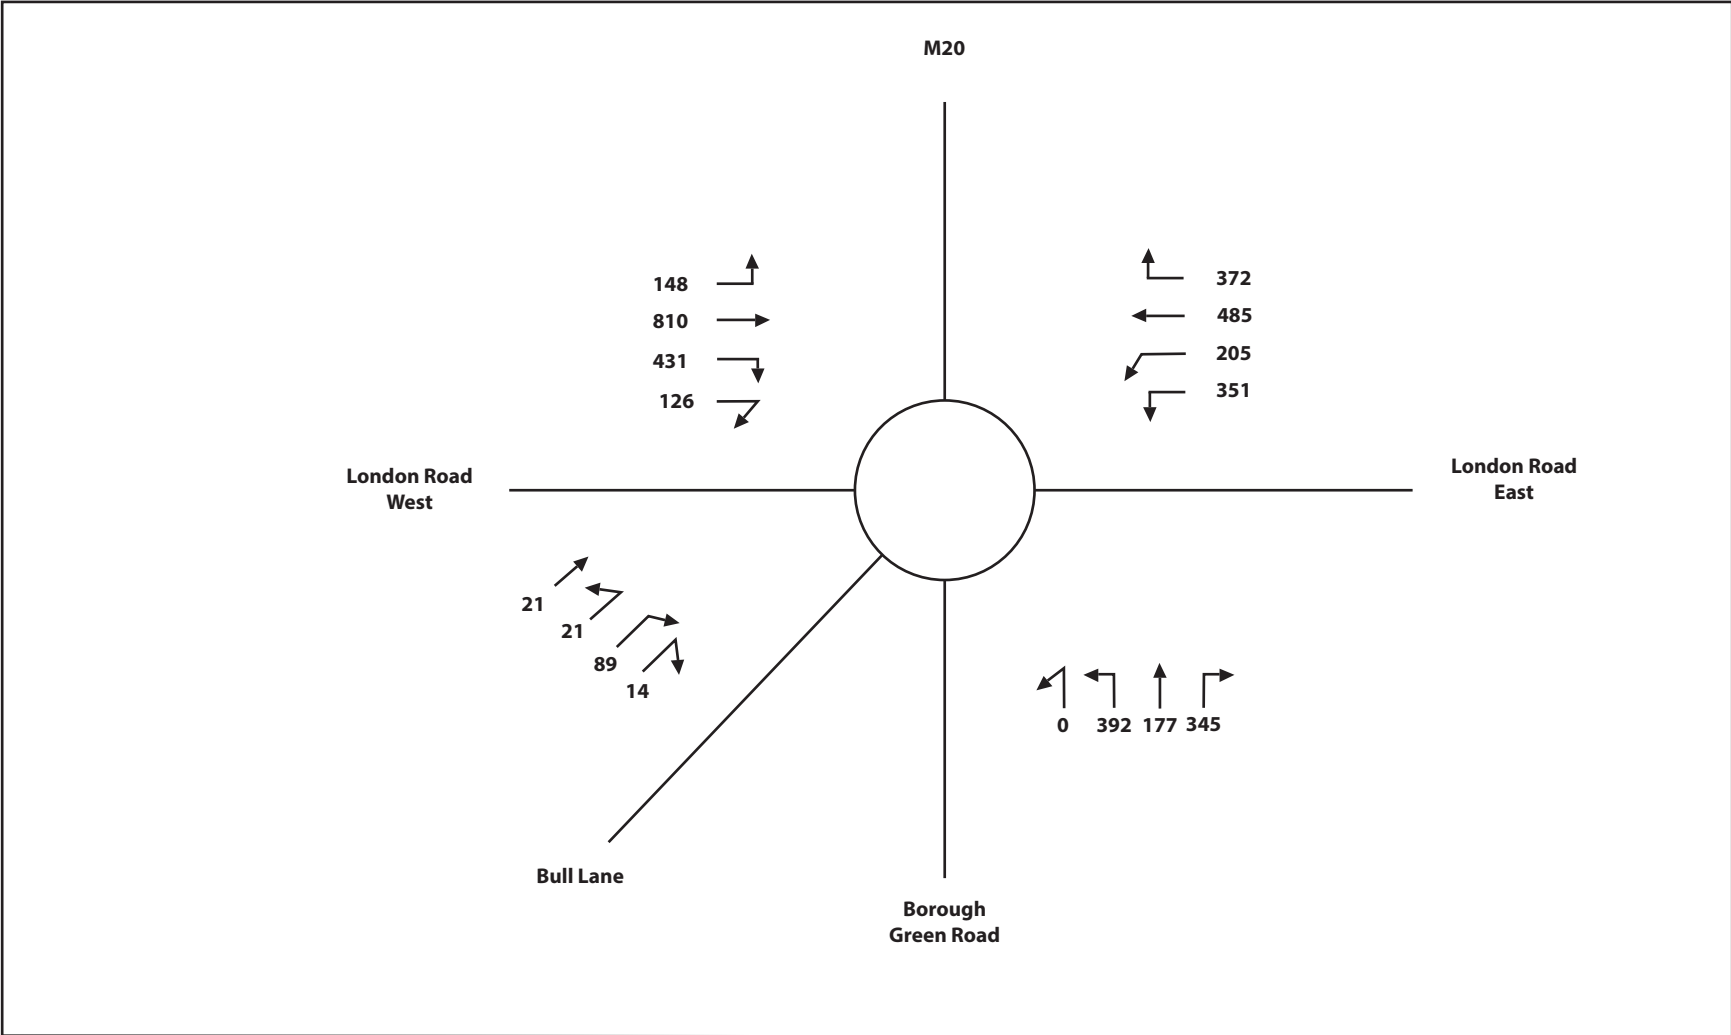 M20
148
810
431
126
372
485
205
351
London Road
West
London Road
East
21
21
89
14
0 392 177 345
Bull Lane
Borough
Green Road